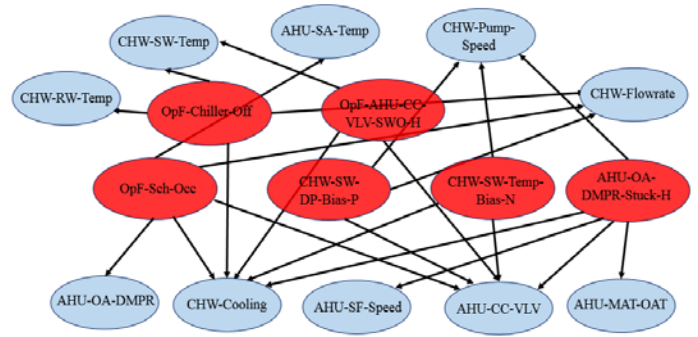 CHW-SW-Temp
AHU-SA-Temp
CHW-Pump-
Speed
CHW-RW-Temp
OpF-Chiller-Off
OpF-AHU-CC-
VLV-SWO-H
CHW-Flowrate
OpF-Sch-Occ
CHW-SW-
DP-Bias-P
CHW-SW-Temp-
Bias-N
AHU-OA-
DMPR-Stuck-H
AHU-OA-DMPR
CHW-Cooling
AHU-SF-Speed
AHU-CC-VLV
AHU-MAT-OAT